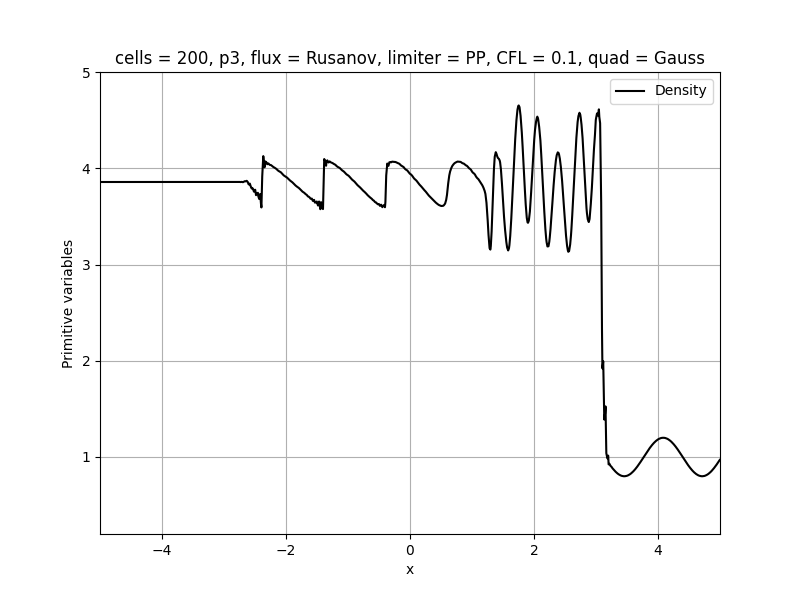 cells = 200, p3, flux = Rusanov, limiter = PP, CFL = 0.1, quad = Gauss
Density
Primitive variables
5
4
3
2
1
−4
−2
0
2
4
x